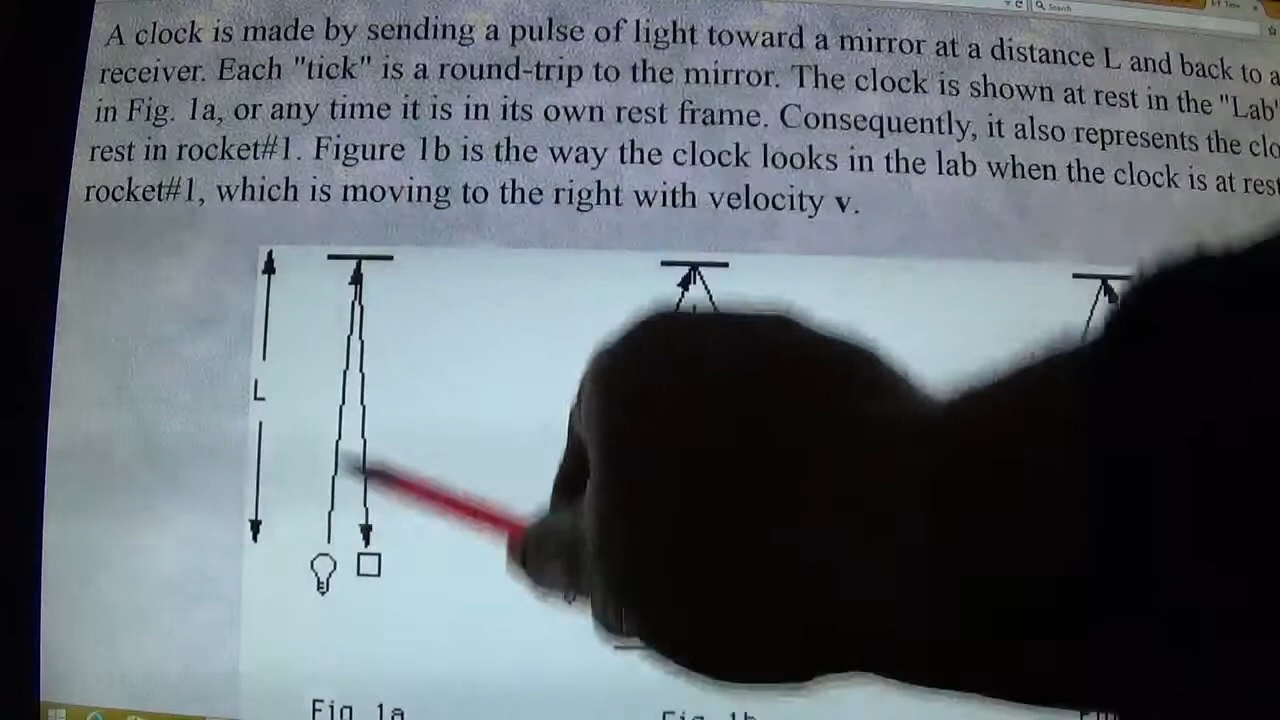 Search
A clock is made by sending a pulse of light toward a mirror at a distance L and back to a
receiver. Each "tick" is a round-trip to the mirror. The clock is shown at rest in the "Lab"
in Fig. 1a, or any time it is in its own rest frame. Consequently, it also represents the clo
rest in rocket#1. Figure 1b is the way the clock looks in the lab when the clock is at rest
rocket#1, which is moving to the right with velocity v.
L
Fig 1a
Fig 1b